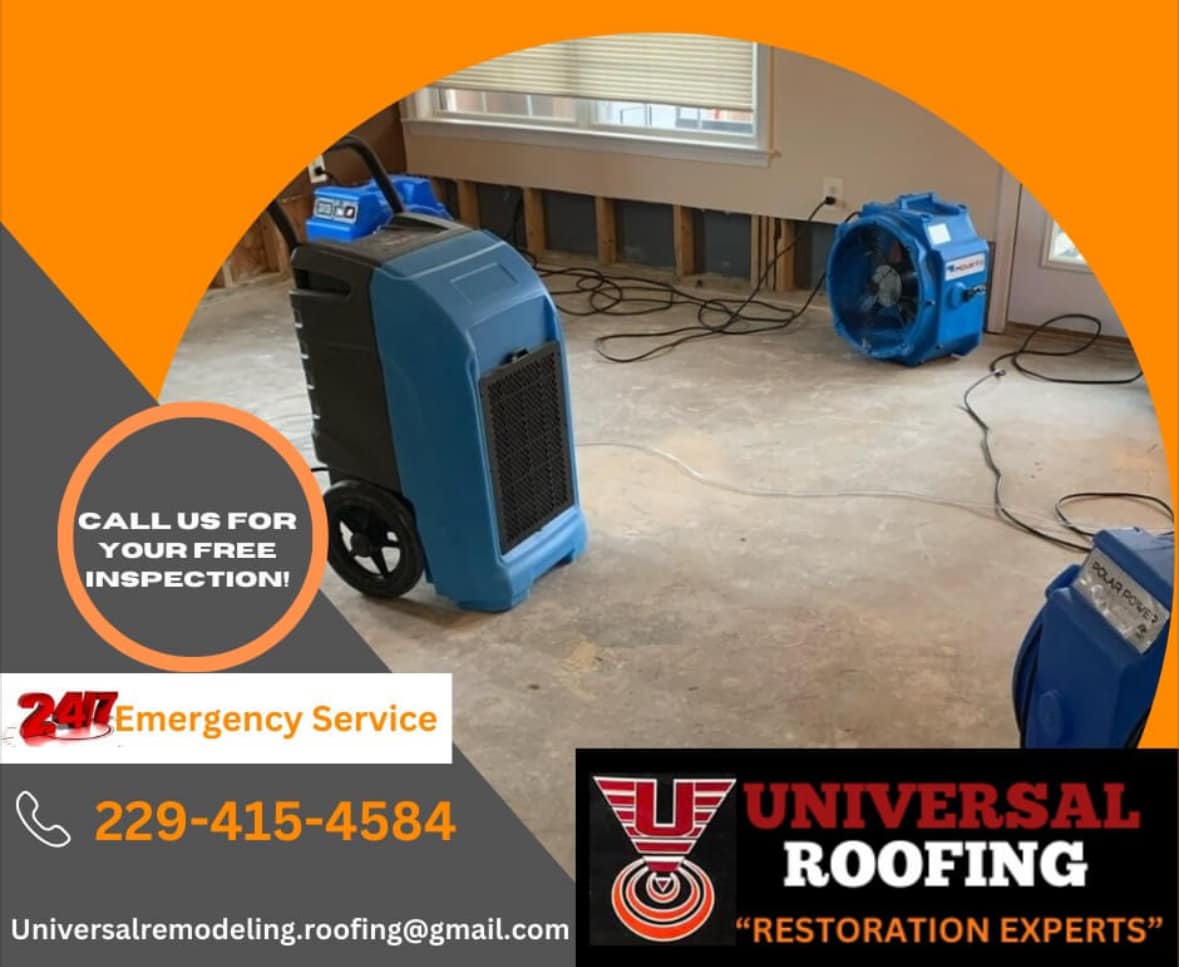 CALL US FOR
YOUR FREE
INSPECTION!
24/7 Emergency Service
229-415-4584
Universalremodeling.roofing@gmail.com
POLAR POWER
U
UNIVERSAL
ROOFING
“RESTORATION EXPERTS”